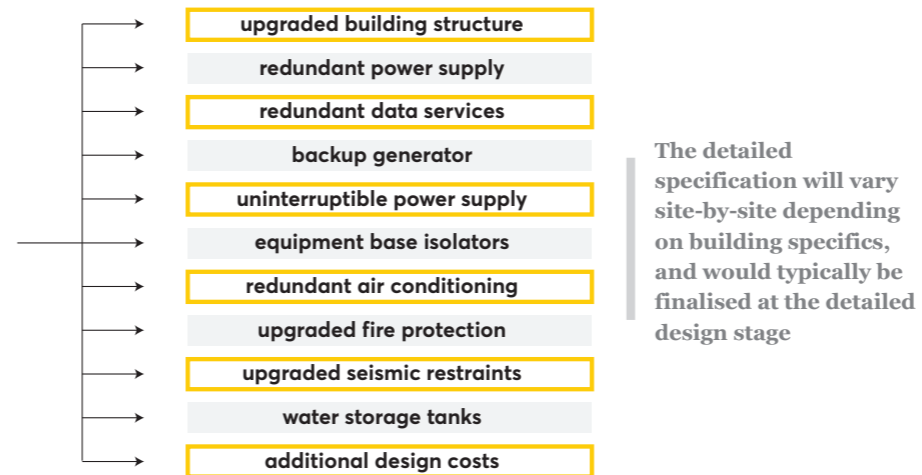 upgraded building structure
redundant power supply
redundant data services
backup generator
uninterruptible power supply
equipment base isolators
redundant air conditioning
upgraded fire protection
upgraded seismic restraints
water storage tanks
additional design costs
The detailed
specification will vary
site-by-site depending
on building specifics,
and would typically be
finalised at the detailed
design stage